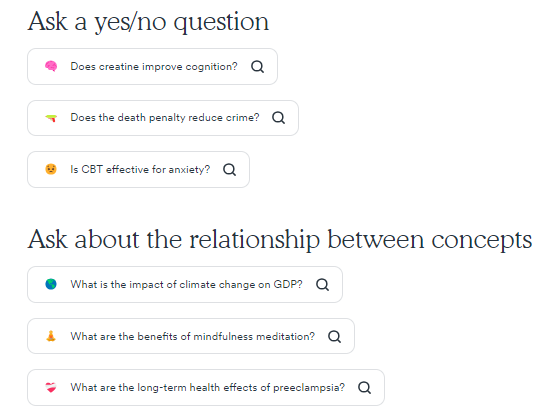 Ask a yes/no question
Does creatine improve cognition?
Does the death penalty reduce crime?
Is CBT effective for anxiety?
Ask about the relationship between concepts
What is the impact of climate change on GDP?
What are the benefits of mindfulness meditation?
What are the long-term health effects of preeclampsia?